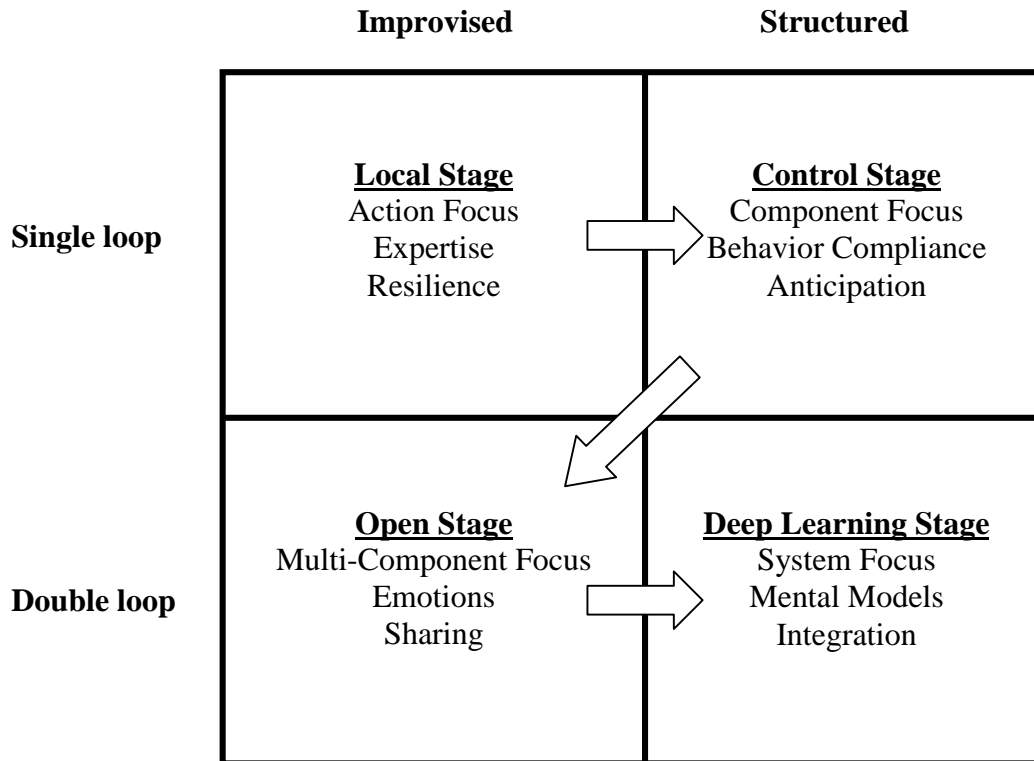 Improvised
Structured
Single loop
Local Stage
Action Focus
Expertise
Resilience
Control Stage
Component Focus
Behavior Compliance
Anticipation
Double loop
Open Stage
Multi-Component Focus
Emotions
Sharing
Deep Learning Stage
System Focus
Mental Models
Integration